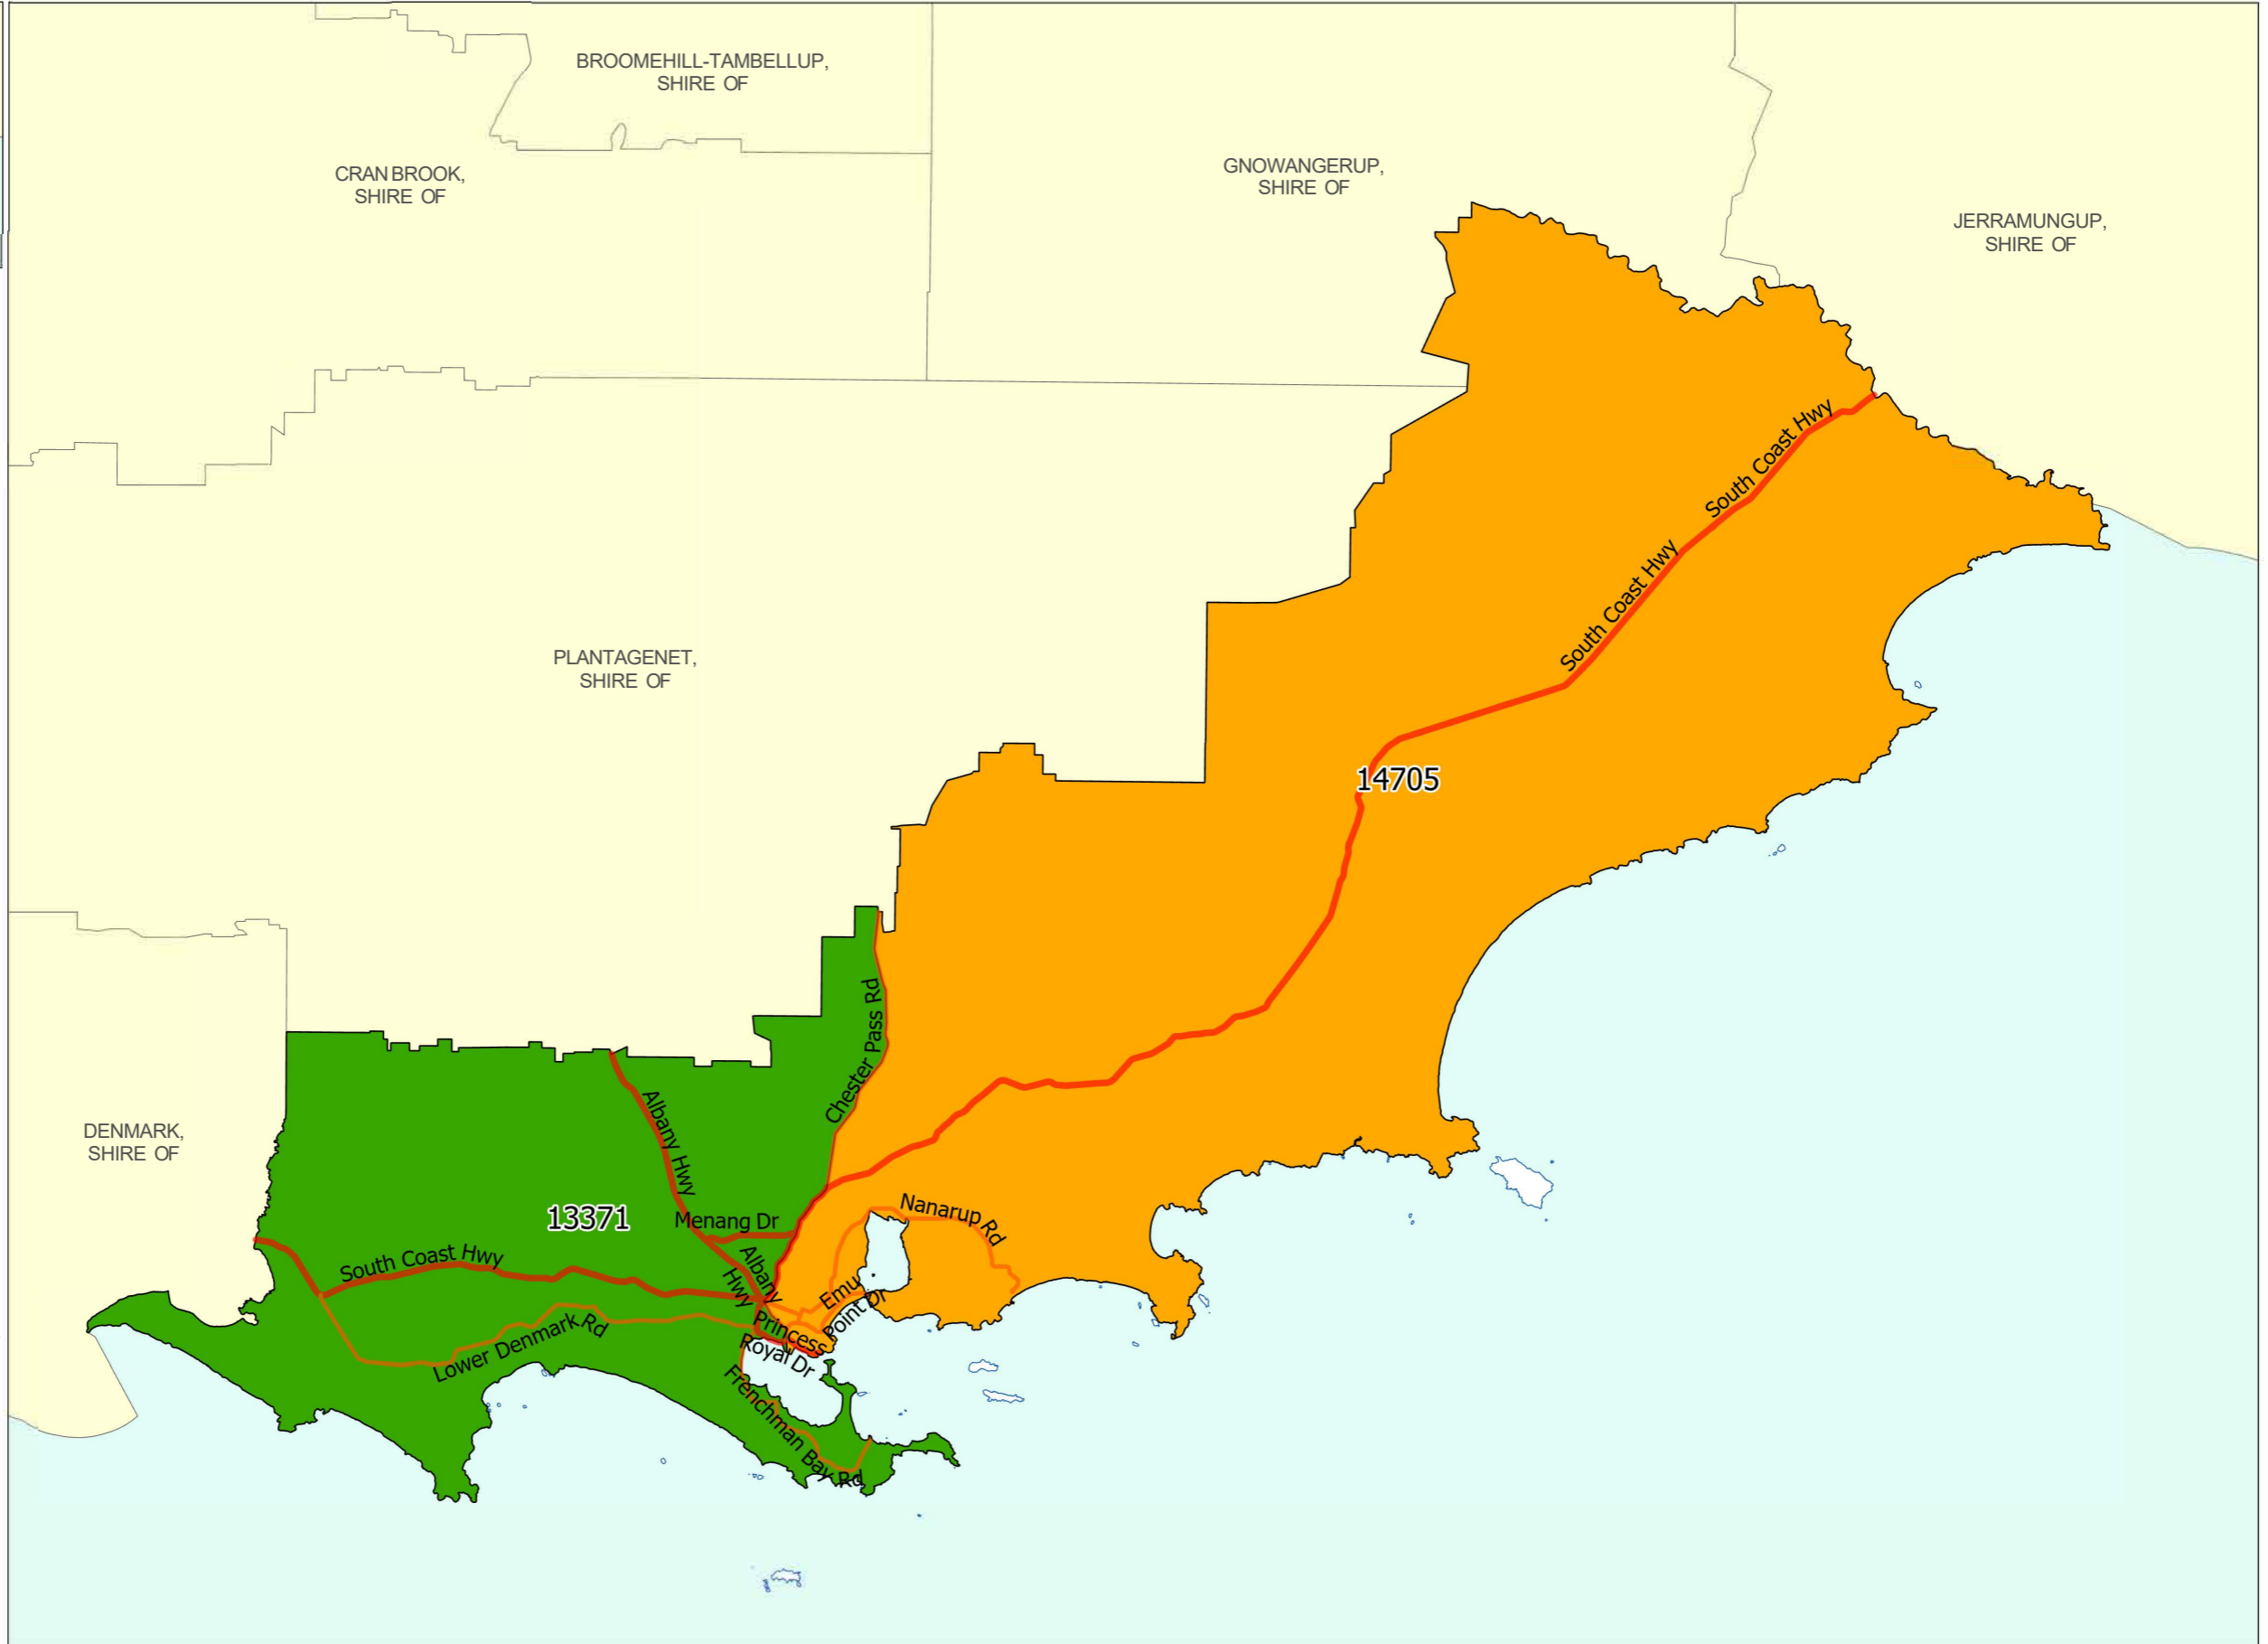 BROOMEHILL-TAMBELLUP,
SHIRE OF
CRANBROOK,
SHIRE OF
GNOWANGERUP,
SHIRE OF
JERRAMUNGUP,
SHIRE OF
South Coast Hwy
South Coast Hwy
PLANTAGENET,
SHIRE OF
14705
Chester Pass Rd
DENMARK,
SHIRE OF
Albany Hwy
13371
Menang Dr
Nanarup Rd
South Coast Hwy
Albany
Hwy
Emu
Point Dr
Lower Denmark Rd
Princess
Royal Dr
Frenchman Bay Rd